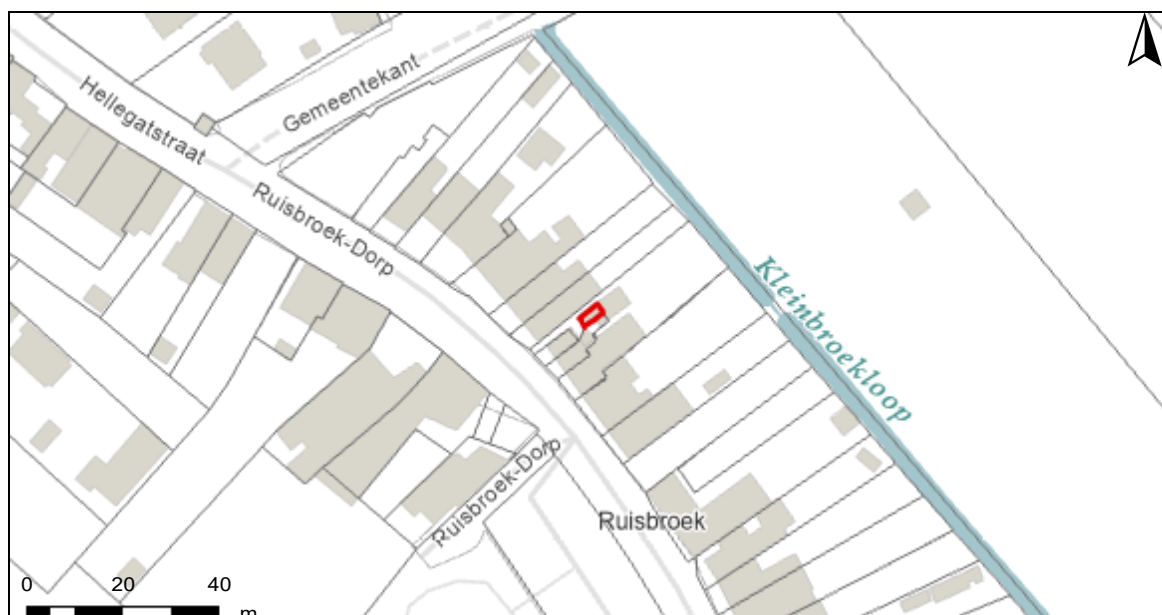 Hellegatstraat
Gemeentekant
Ruisbroek-Dorp
Kleinbroekloop
Ruisbroek-Dorp
Ruisbroek
0 20 40
m